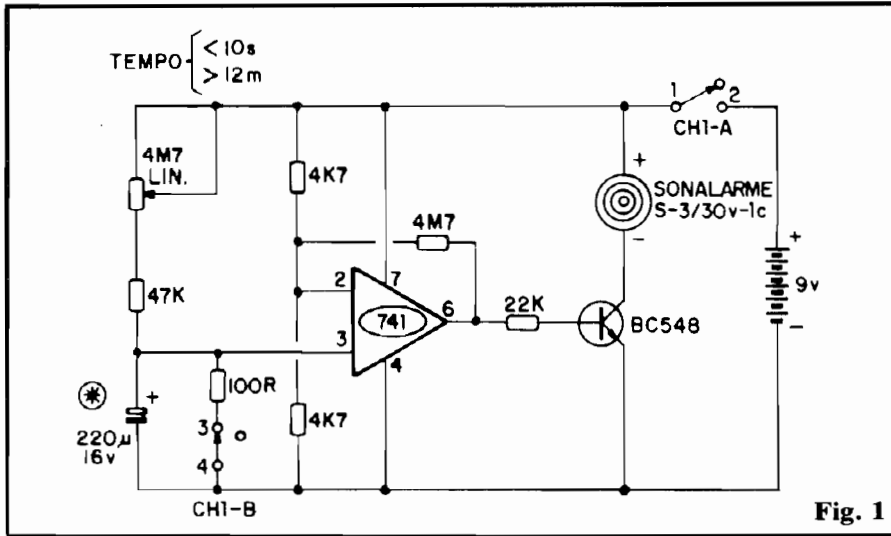 TEMPO
< 10s
> 12m
1
2
CH1-A
4M7
LIN.
4K7
4M7
+
SONALARME
S-3/30v-1c
-
47K
2
7
741
6
3
4
22K
BC548
+
9v
-
100R
+
220µ
16v
3
4
4K7
CH1-B
Fig. 1